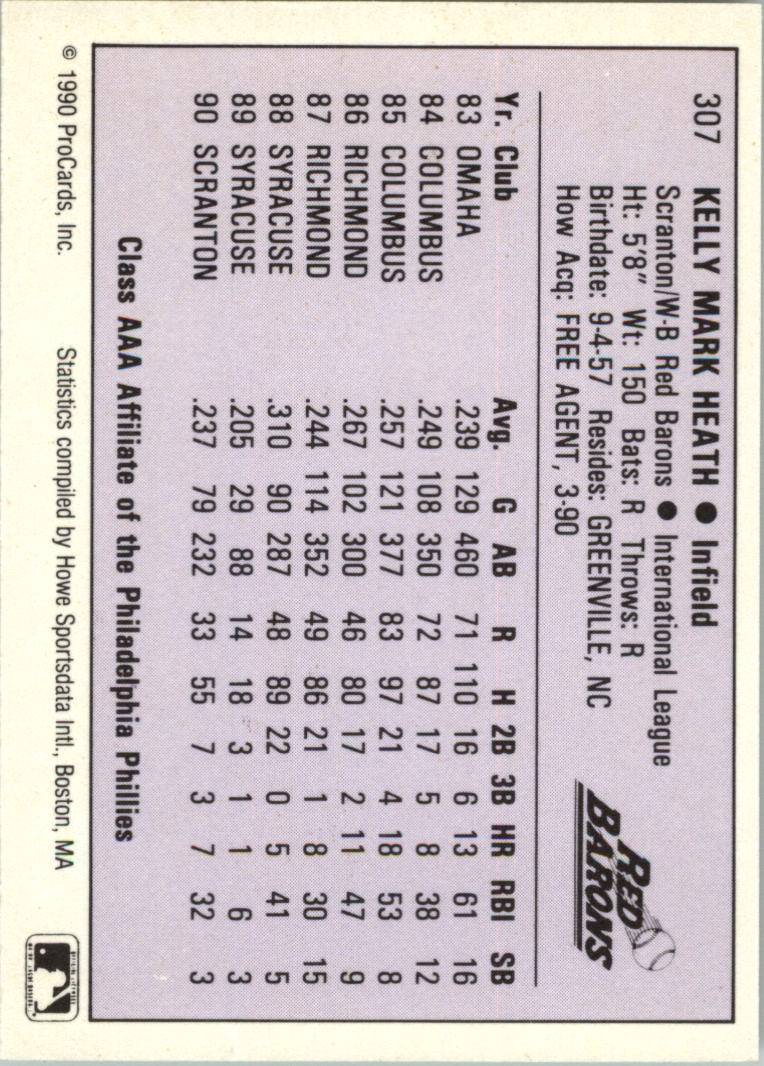 307 KELLY MARK HEATH ● Infield
Scranton/W-B Red Barons ● International League
Ht: 5'8" Wt: 150 Bats: R Throws: R
Birthdate: 9-4-57 Resides: GREENVILLE, NC
How Acq: FREE AGENT, 3-90
RED
BARONS
Yr. Club Avg. G AB R H 2B 3B HR RBI SB
83 OMAHA .239 129 460 71 110 16 6 13 61 16
84 COLUMBUS .249 108 350 72 87 17 5 8 38 12
85 COLUMBUS .257 121 377 83 97 21 4 18 53 8
86 RICHMOND .267 102 300 46 80 17 2 11 47 9
87 RICHMOND .244 114 352 49 86 21 1 8 30 15
88 SYRACUSE .310 90 287 48 89 22 0 5 41 5
89 SYRACUSE .205 29 88 14 18 3 1 1 6 3
90 SCRANTON .237 79 232 33 55 7 3 7 32 3
Class AAA Affiliate of the Philadelphia Phillies
© 1990 ProCards, Inc. Statistics compiled by Howe Sportsdata Intl., Boston, MA